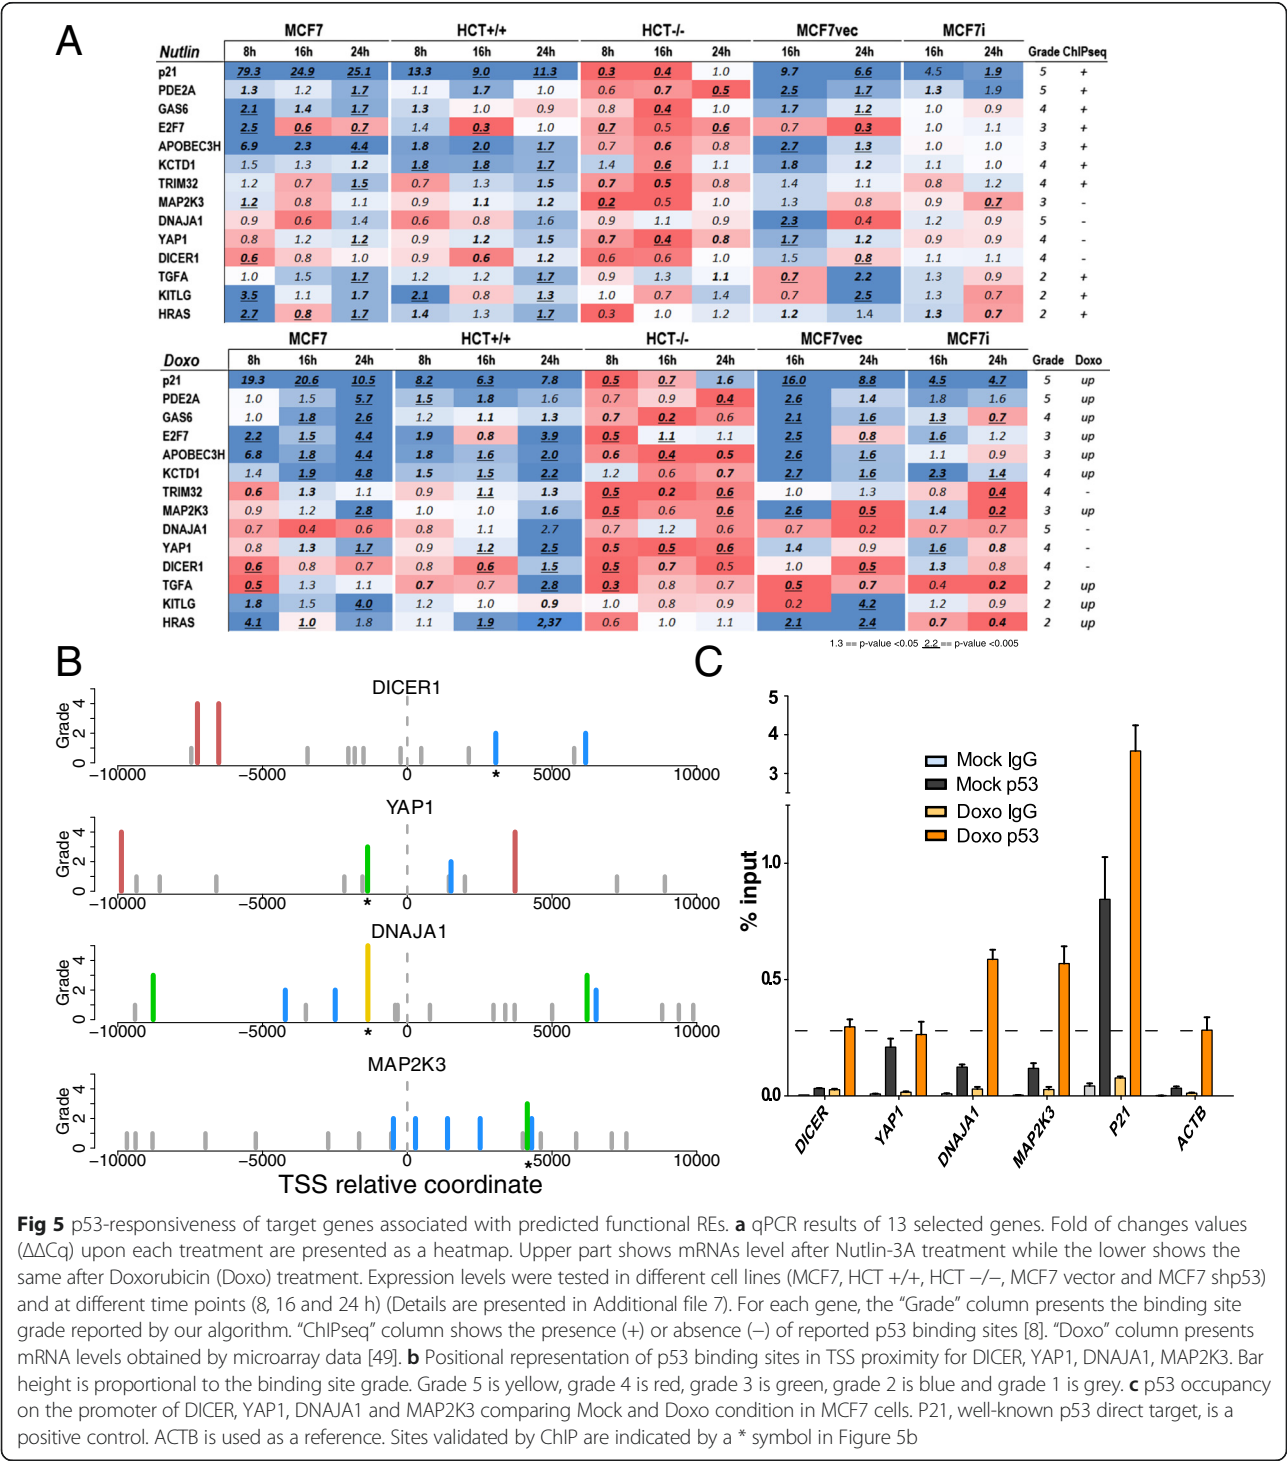 A
MCF7 HCT+/+ HCT-/- MCF7vec MCF7i
Nutlin 8h 16h 24h 8h 16h 24h 8h 16h 24h 16h 24h 16h 24h Grade ChIPseq
p21 79.3 24.9 25.1 13.3 9.0 11.3 0.3 0.4 1.0 9.7 6.6 4.5 1.9 5 +
PDE2A 1.3 1.2 1.7 1.1 1.7 1.0 0.6 0.7 0.5 2.5 1.7 1.3 1.9 5 +
GAS6 2.1 1.4 1.7 1.3 1.0 0.9 0.8 0.4 1.0 1.7 1.2 1.0 0.9 4 +
E2F7 2.5 0.6 0.7 1.4 0.3 1.0 0.7 0.5 0.6 0.7 0.3 1.0 1.1 3 +
APOBEC3H 6.9 2.3 4.4 1.8 2.0 1.7 0.7 0.6 0.8 2.7 1.3 1.0 1.0 3 +
KCTD1 1.5 1.3 1.2 1.8 1.8 1.7 1.4 0.6 1.1 1.8 1.2 1.1 1.0 4 +
TRIM32 1.2 0.7 1.5 0.7 1.3 1.5 0.7 0.5 0.8 1.4 1.1 0.8 1.2 4 +
MAP2K3 1.2 0.8 1.1 0.9 1.1 1.2 0.2 0.5 1.0 1.3 0.8 0.9 0.7 3 -
DNAJA1 0.9 0.6 1.4 0.6 0.8 1.6 0.9 1.1 0.9 2.3 0.4 1.2 0.9 5 -
YAP1 0.8 1.2 1.2 0.9 1.2 1.5 0.7 0.4 0.8 1.7 1.2 0.9 0.9 4 -
DICER1 0.6 0.8 1.0 0.9 0.6 1.2 0.6 0.6 1.0 1.5 0.8 1.1 1.1 4 -
TGFA 1.0 1.5 1.7 1.2 1.2 1.7 0.9 1.3 1.1 0.7 2.2 1.3 0.9 2 +
KITLG 3.5 1.1 1.7 2.1 0.8 1.3 1.0 0.7 1.4 0.7 2.5 1.3 0.7 2 +
HRAS 2.7 0.8 1.7 1.4 1.3 1.7 0.3 1.0 1.2 1.2 1.4 1.3 0.7 2 +
MCF7 HCT+/+ HCT-/- MCF7vec MCF7i
Doxo 8h 16h 24h 8h 16h 24h 8h 16h 24h 16h 24h 16h 24h Grade Doxo
p21 19.3 20.6 10.5 8.2 6.3 7.8 0.5 0.7 1.6 16.0 8.8 4.5 4.7 5 up
PDE2A 1.0 1.5 5.7 1.5 1.8 1.6 0.7 0.9 0.4 2.6 1.4 1.8 1.6 5 up
GAS6 1.0 1.8 2.6 1.2 1.1 1.3 0.7 0.2 0.6 2.1 1.6 1.3 0.7 4 up
E2F7 2.2 1.5 4.4 1.9 0.8 3.9 0.5 1.1 1.1 2.5 0.8 1.6 1.2 3 up
APOBEC3H 6.8 1.8 4.4 1.8 1.6 2.0 0.6 0.4 0.5 2.6 1.6 1.1 0.9 3 up
KCTD1 1.4 1.9 4.8 1.5 1.5 2.2 1.2 0.6 0.7 2.7 1.6 2.3 1.4 4 up
TRIM32 0.6 1.3 1.1 0.9 1.1 1.3 0.5 0.2 0.6 1.0 1.3 0.8 0.4 4 -
MAP2K3 0.9 1.2 2.8 1.0 1.0 1.6 0.5 0.6 0.6 2.6 0.5 1.4 0.2 3 up
DNAJA1 0.7 0.4 0.6 0.8 1.1 2.7 0.7 1.2 0.6 0.7 0.2 0.7 0.7 5 -
YAP1 0.8 1.3 1.7 0.9 1.2 2.5 0.5 0.5 0.6 1.4 0.9 1.6 0.8 4 -
DICER1 0.6 0.8 0.7 0.8 0.6 1.5 0.5 0.7 0.5 1.0 0.5 1.3 0.8 4 -
TGFA 0.5 1.3 1.1 0.7 0.7 2.8 0.3 0.8 0.7 0.5 0.7 0.4 0.2 2 up
KITLG 1.8 1.5 4.0 1.2 1.0 0.9 1.0 0.8 0.9 0.2 4.2 1.2 0.9 2 up
HRAS 4.1 1.0 1.8 1.1 1.9 2,37 0.6 1.0 1.1 2.1 2.4 0.7 0.4 2 up
1.3 == p-value <0.05 2.2 == p-value <0.005
B
DICER1
Grade
4
2
0
−10000 −5000 0 5000 10000
*
YAP1
Grade
4
2
0
−10000 −5000 0 5000 10000
*
DNAJA1
Grade
4
2
0
−10000 −5000 0 5000 10000
*
MAP2K3
Grade
4
2
0
−10000 −5000 0 5000 10000
*
TSS relative coordinate
C
5
4
3
1.0
0.5
0.0
% input
Mock IgG
Mock p53
Doxo IgG
Doxo p53
DICER YAP1 DNAJA1 MAP2K3 P21 ACTB
Fig 5 p53-responsiveness of target genes associated with predicted functional REs. a qPCR results of 13 selected genes. Fold of changes values
(ΔΔCq) upon each treatment are presented as a heatmap. Upper part shows mRNAs level after Nutlin-3A treatment while the lower shows the
same after Doxorubicin (Doxo) treatment. Expression levels were tested in different cell lines (MCF7, HCT +/+, HCT −/−, MCF7 vector and MCF7 shp53)
and at different time points (8, 16 and 24 h) (Details are presented in Additional file 7). For each gene, the “Grade” column presents the binding site
grade reported by our algorithm. “ChIPseq” column shows the presence (+) or absence (−) of reported p53 binding sites [8]. “Doxo” column presents
mRNA levels obtained by microarray data [49]. b Positional representation of p53 binding sites in TSS proximity for DICER, YAP1, DNAJA1, MAP2K3. Bar
height is proportional to the binding site grade. Grade 5 is yellow, grade 4 is red, grade 3 is green, grade 2 is blue and grade 1 is grey. c p53 occupancy
on the promoter of DICER, YAP1, DNAJA1 and MAP2K3 comparing Mock and Doxo condition in MCF7 cells. P21, well-known p53 direct target, is a
positive control. ACTB is used as a reference. Sites validated by ChIP are indicated by a * symbol in Figure 5b